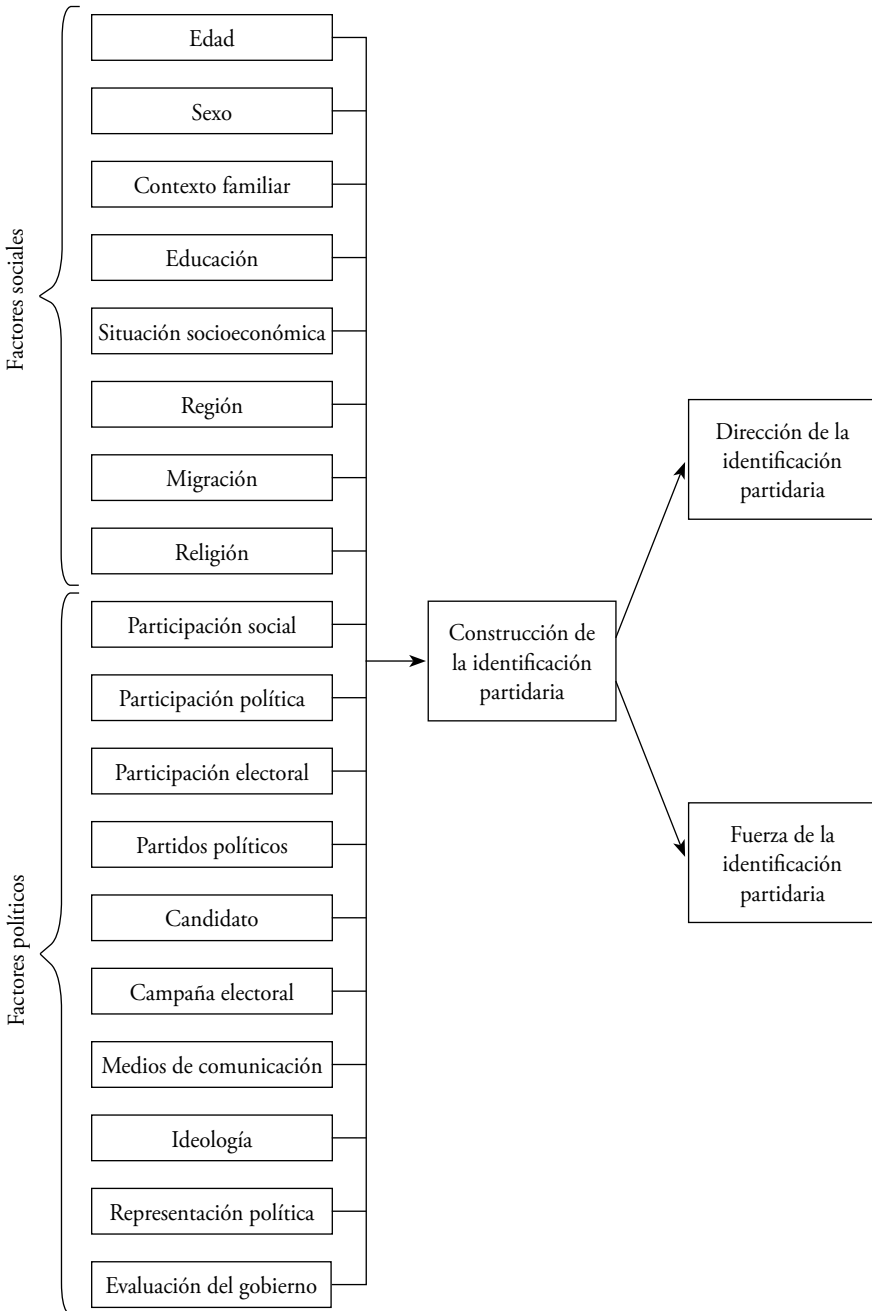 Factores sociales
Edad
Sexo
Contexto familiar
Educación
Situación socioeconómica
Región
Migración
Religión
Factores políticos
Participación social
Participación política
Participación electoral
Partidos políticos
Candidato
Campaña electoral
Medios de comunicación
Ideología
Representación política
Evaluación del gobierno
Construcción de
la identificación
partidaria
Dirección de la
identificación
partidaria
Fuerza de la
identificación
partidaria